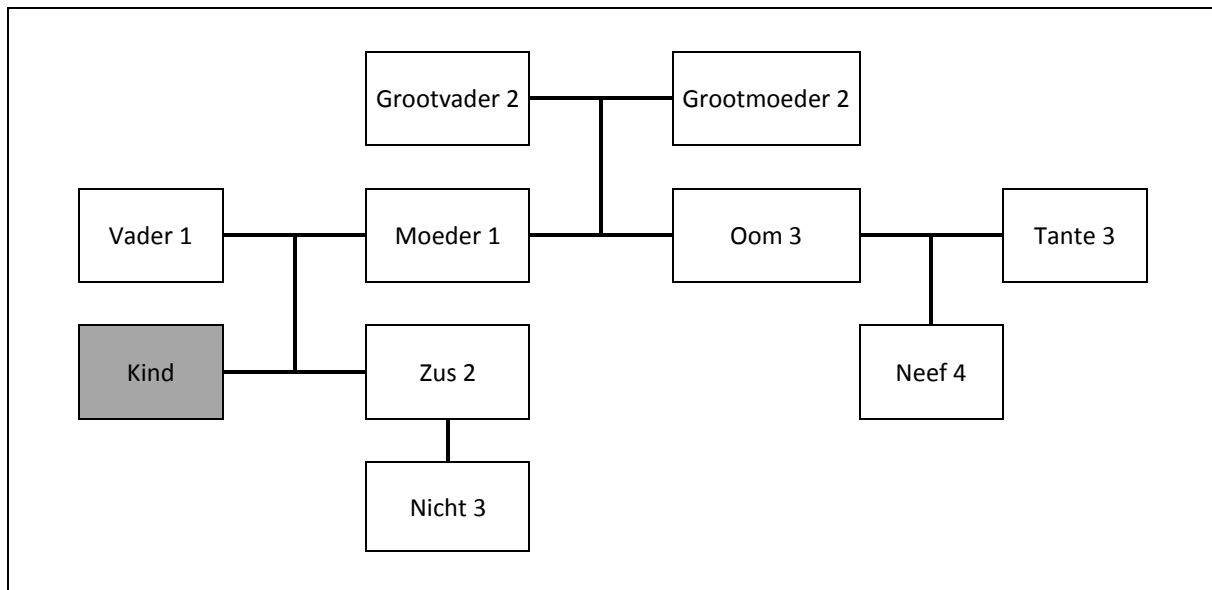 Grootvader 2
Grootmoeder 2
Vader 1
Moeder 1
Oom 3
Tante 3
Kind
Zus 2
Neef 4
Nicht 3